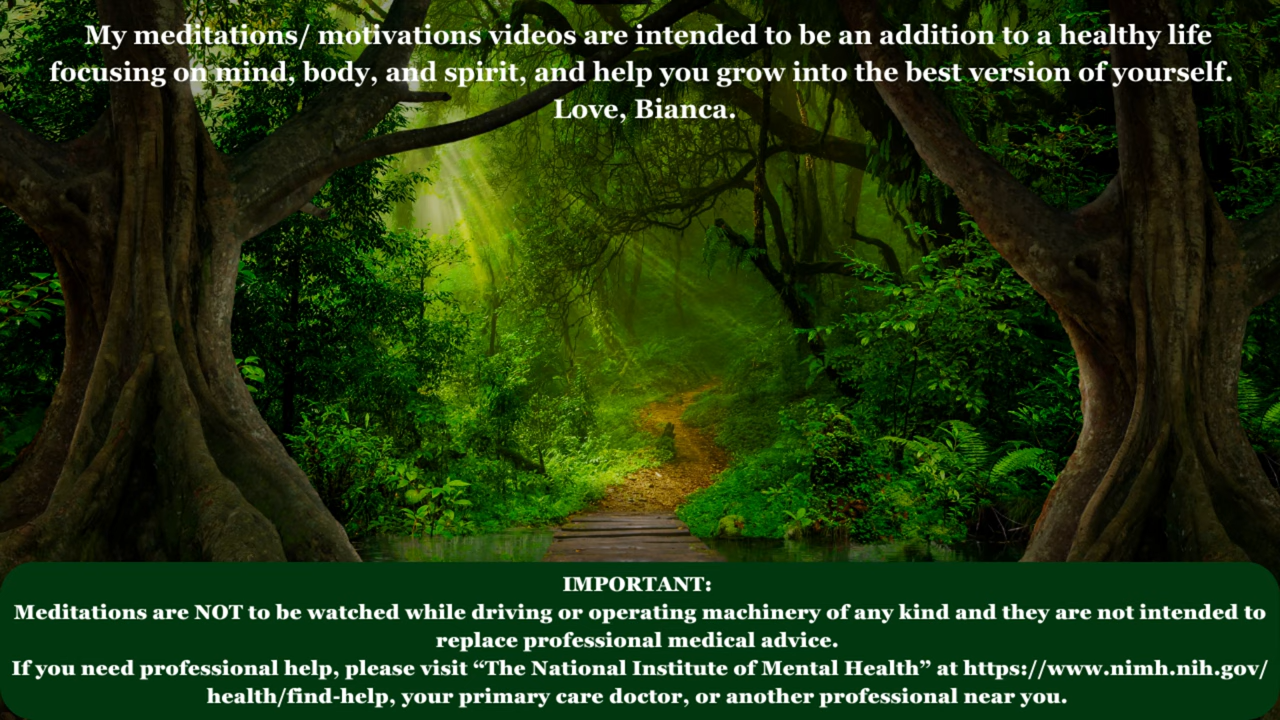 My meditations/ motivations videos are intended to be an addition to a healthy life
focusing on mind, body, and spirit, and help you grow into the best version of yourself.
Love, Bianca.
IMPORTANT:
Meditations are NOT to be watched while driving or operating machinery of any kind and they are not intended to
replace professional medical advice.
If you need professional help, please visit “The National Institute of Mental Health” at https://www.nimh.nih.gov/
health/find-help, your primary care doctor, or another professional near you.